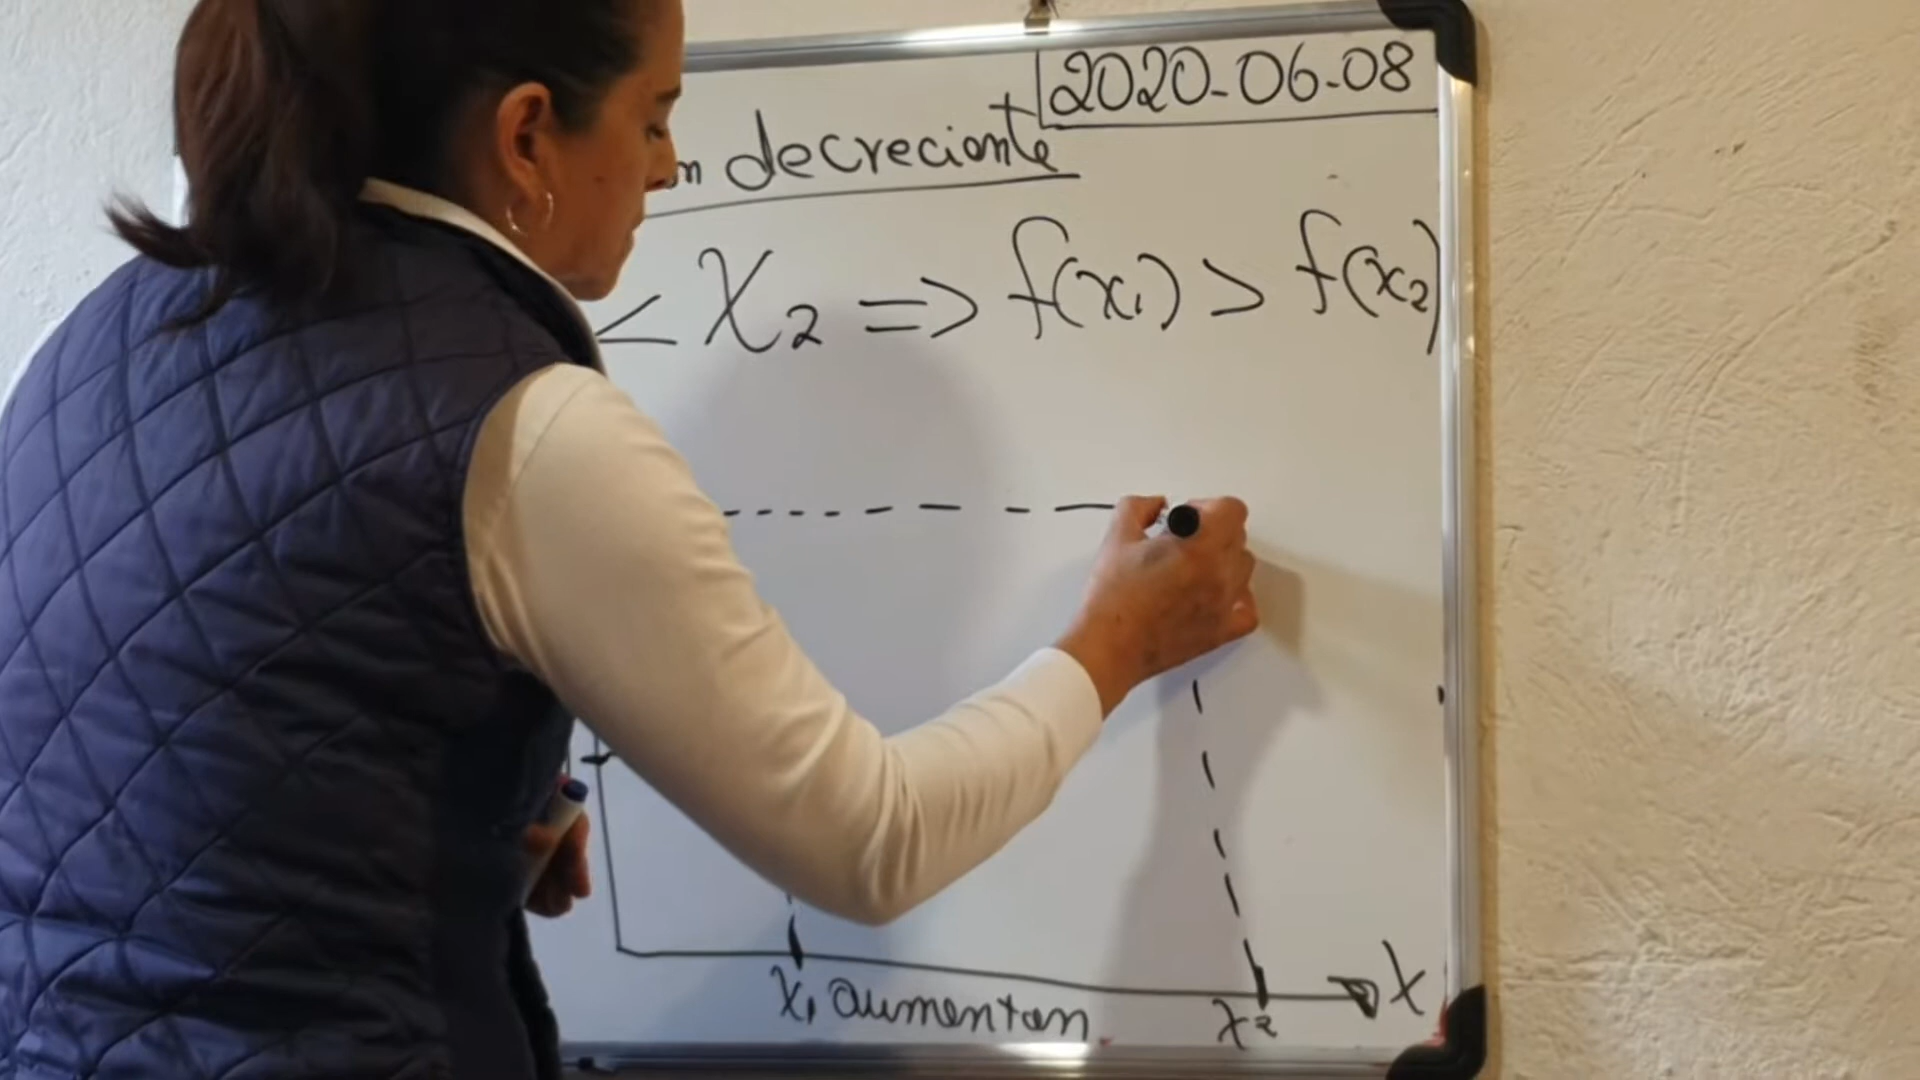 2020-06-08
n decreciente
< X₂ => f(x₁) > f(x₂)
x₁ aumentan x₂ X